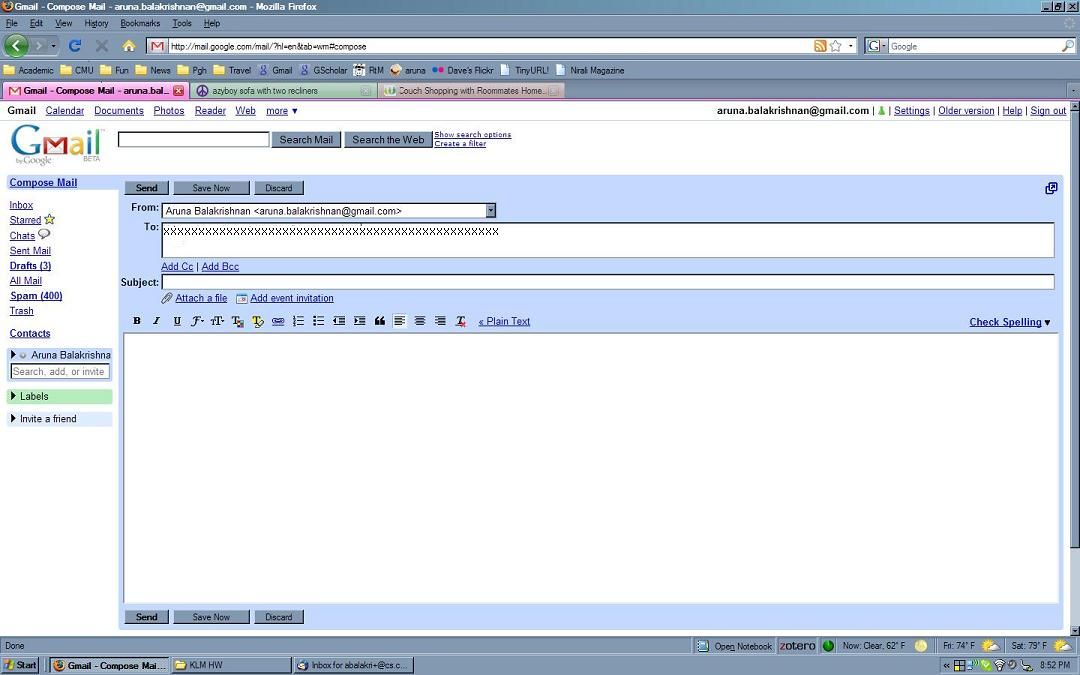 Gmail - Compose Mail - aruna.balakrishnan@gmail.com - Mozilla Firefox
File Edit View History Bookmarks Tools Help
http://mail.google.com/mail/?hl=en&tab=wm#compose
G Google
Academic CMU Fun News Pgh Travel Gmail GScholar RtM aruna Dave's Flickr TinyURL! Nirali Magazine
Gmail - Compose Mail - aruna.bal... azyboy sofa with two recliners Couch Shopping with Roommates Home...
Gmail Calendar Documents Photos Reader Web more ▼ aruna.balakrishnan@gmail.com | Settings | Older version | Help | Sign out
Gmail by Google BETA
Search Mail Search the Web Show search options
Create a filter
Compose Mail
Send Save Now Discard
Inbox
Starred
Chats
Sent Mail
Drafts (3)
All Mail
Spam (400)
Trash
Contacts
Aruna Balakrishna
Search, add, or invite
Labels
Invite a friend
From: Aruna Balakrishnan <aruna.balakrishnan@gmail.com>
To:
Add Cc | Add Bcc
Subject:
Attach a file Add event invitation
B I U « Plain Text Check Spelling ▼
Send Save Now Discard
Done Open Notebook zotero Now: Clear, 62° F Fri: 74° F Sat: 79° F
Start Gmail - Compose Mai... KLM HW Inbox for abalakri+@cs.c... « 8:52 PM